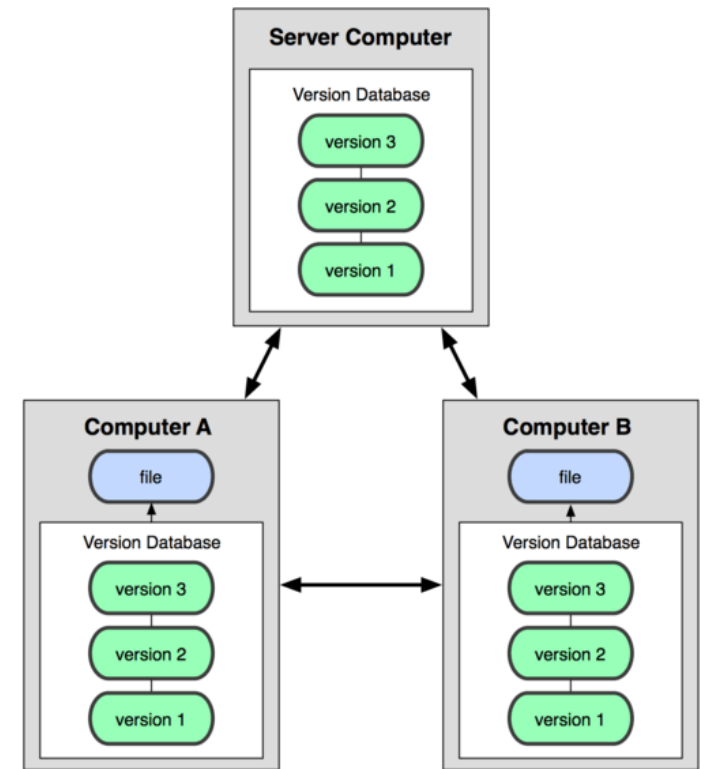 Server Computer
Version Database
version 3
version 2
version 1
Computer A
file
Version Database
version 3
version 2
version 1
Computer B
file
Version Database
version 3
version 2
version 1